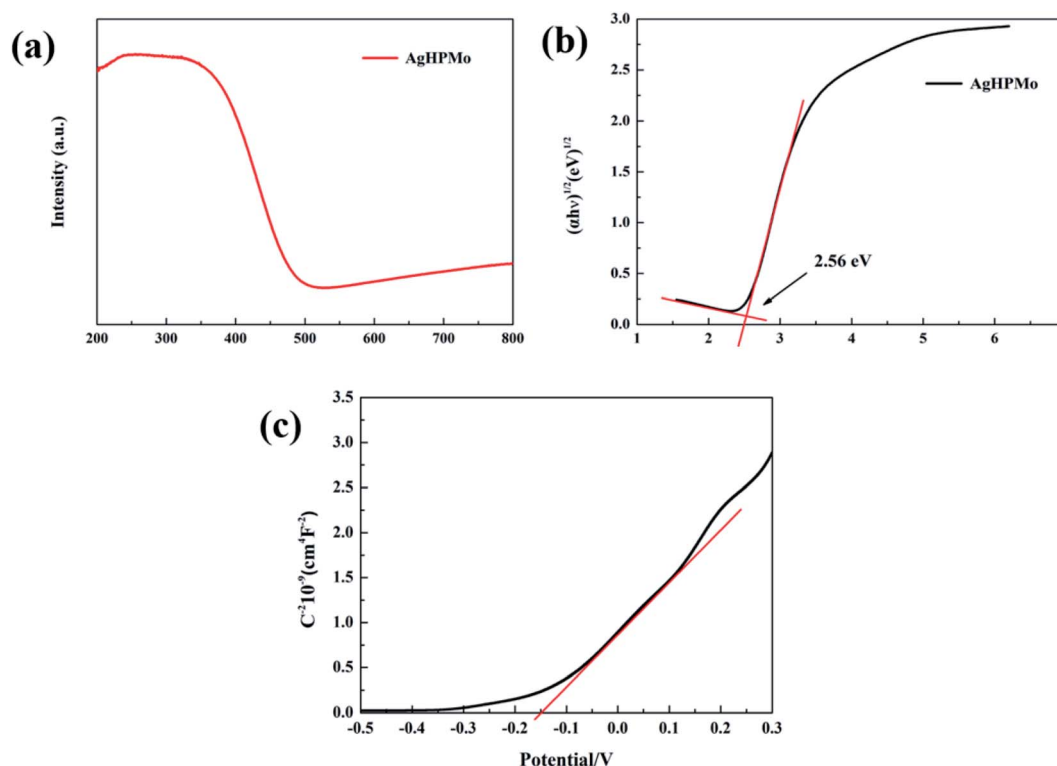 (a)
AgHPMo
Intensity (a.u.)
200 300 400 500 600 700 800
(b)
3.0
2.5
2.0
1.5
1.0
0.5
0.0
AgHPMo
(αhν)^1/2(eV)^1/2
2.56 eV
1 2 3 4 5 6
(c)
3.5
3.0
2.5
2.0
1.5
1.0
0.5
0.0
C^-2 10^-9(cm^4F^-2)
-0.5 -0.4 -0.3 -0.2 -0.1 0.0 0.1 0.2 0.3
Potential/V